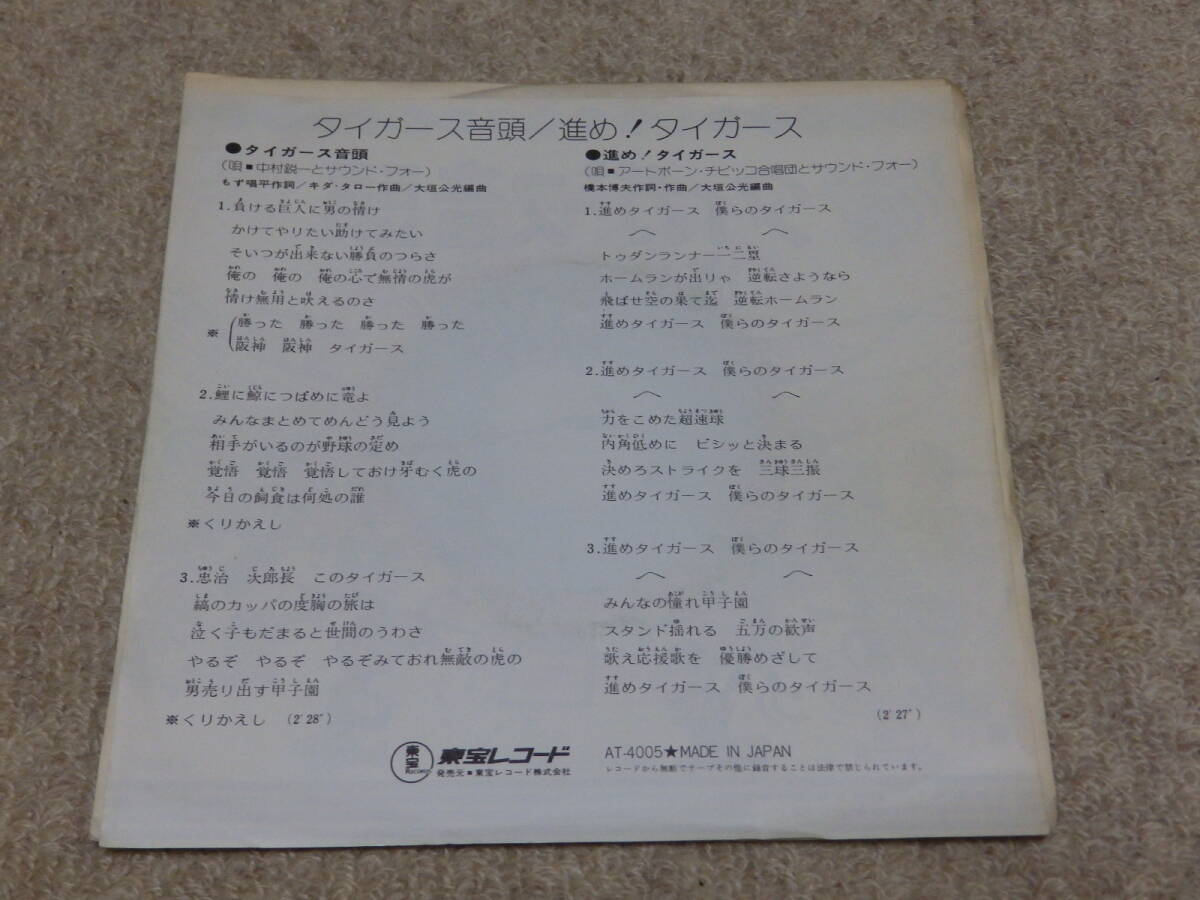 タイガース音頭/進め!タイガース
●タイガース音頭
(唄■中村鋭一とサウンド・フォー)
もず唱平作詞/キダ・タロー作曲/大垣公光編曲
1.負ける巨人に男の情け
かけてやりたい助けてみたい
そいつが出来ない勝負のつらさ
俺の 俺の 俺の心で無情の虎が
情け無用と吠えるのさ
※(勝った 勝った 勝った 勝った
阪神 阪神 タイガース
2.鯉に鯨につばめに竜よ
みんなまとめてめんどう見よう
相手がいるのが野球の定め
覚悟 覚悟 覚悟しておけ牙むく虎の
今日の餌食は何処の誰
※くりかえし
3.忠治 次郎長 このタイガース
縞のカッパの度胸の旅は
泣く子もだまると世間のうわさ
やるぞ やるぞ やるぞみておれ無敵の虎の
男売り出す甲子園
※くりかえし (2'28")
●進め!タイガース
(唄■アートボーン・チビッコ合唱団とサウンド・フォー)
橋本博夫作詞・作曲/大垣公光編曲
1.進めタイガース 僕らのタイガース
〽 〽
トゥダンランナー一二塁
ホームランが出りゃ 逆転さようなら
飛ばせ空の果て迄 逆転ホームラン
進めタイガース 僕らのタイガース
2.進めタイガース 僕らのタイガース
〽 〽
力をこめた超速球
内角低めに ビシッと決まる
決めろストライクを 三球三振
進めタイガース 僕らのタイガース
3.進めタイガース 僕らのタイガース
〽 〽
みんなの憧れ甲子園
スタンド揺れる 五万の歓声
歌え応援歌を 優勝めざして
進めタイガース 僕らのタイガース
(2'27")
東宝 RECORDS 東宝レコード
発売元■東宝レコード株式会社
AT-4005★MADE IN JAPAN
レコードから無断でテープその他に録音することは法律で禁じられています。